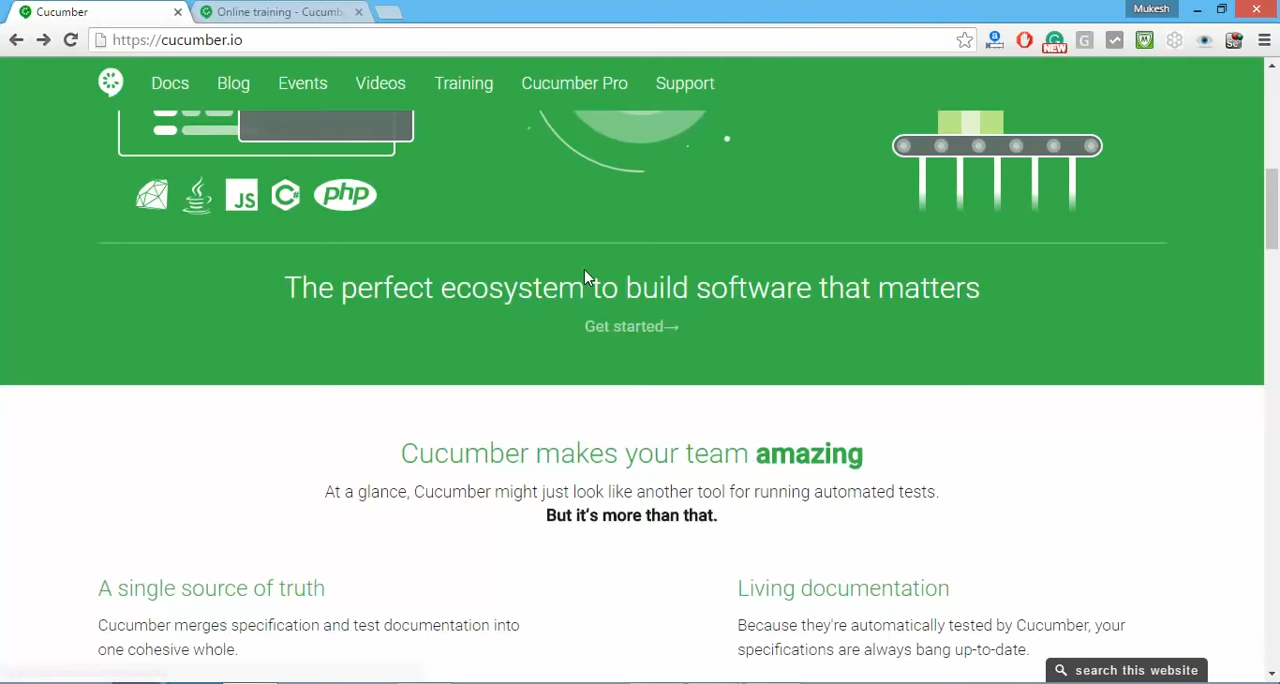 Cucumber
Online training - Cucumb
Mukesh
https://cucumber.io
NEW
Docs Blog Events Videos Training Cucumber Pro Support
JS C# php
The perfect ecosystem to build software that matters
Get started→
Cucumber makes your team amazing
At a glance, Cucumber might just look like another tool for running automated tests.
But it's more than that.
A single source of truth
Cucumber merges specification and test documentation into
one cohesive whole.
Living documentation
Because they're automatically tested by Cucumber, your
specifications are always bang up-to-date.
search this website